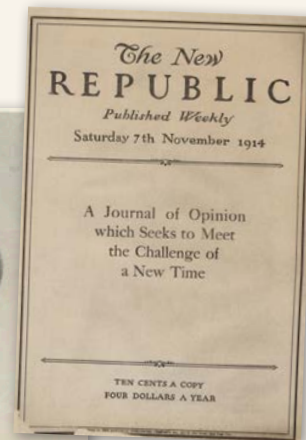 The New
REPUBLIC
Published Weekly
Saturday 7th November 1914
A Journal of Opinion
which Seeks to Meet
the Challenge of
a New Time
TEN CENTS A COPY
FOUR DOLLARS A YEAR